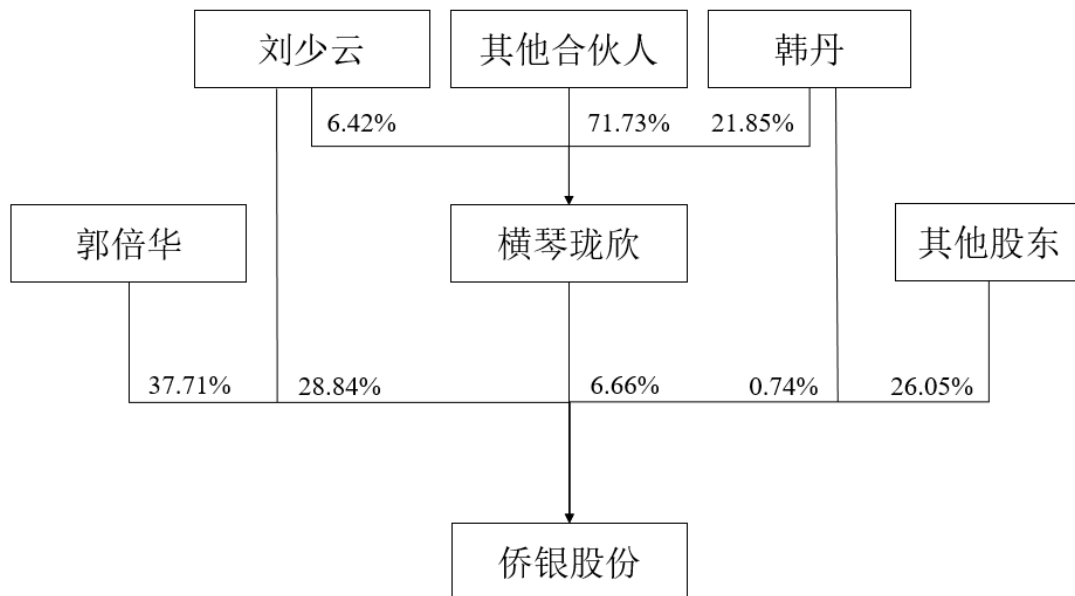 刘少云
其他合伙人
韩丹
6.42%
71.73%
21.85%
郭倍华
横琴珑欣
其他股东
37.71%
28.84%
6.66%
0.74%
26.05%
侨银股份